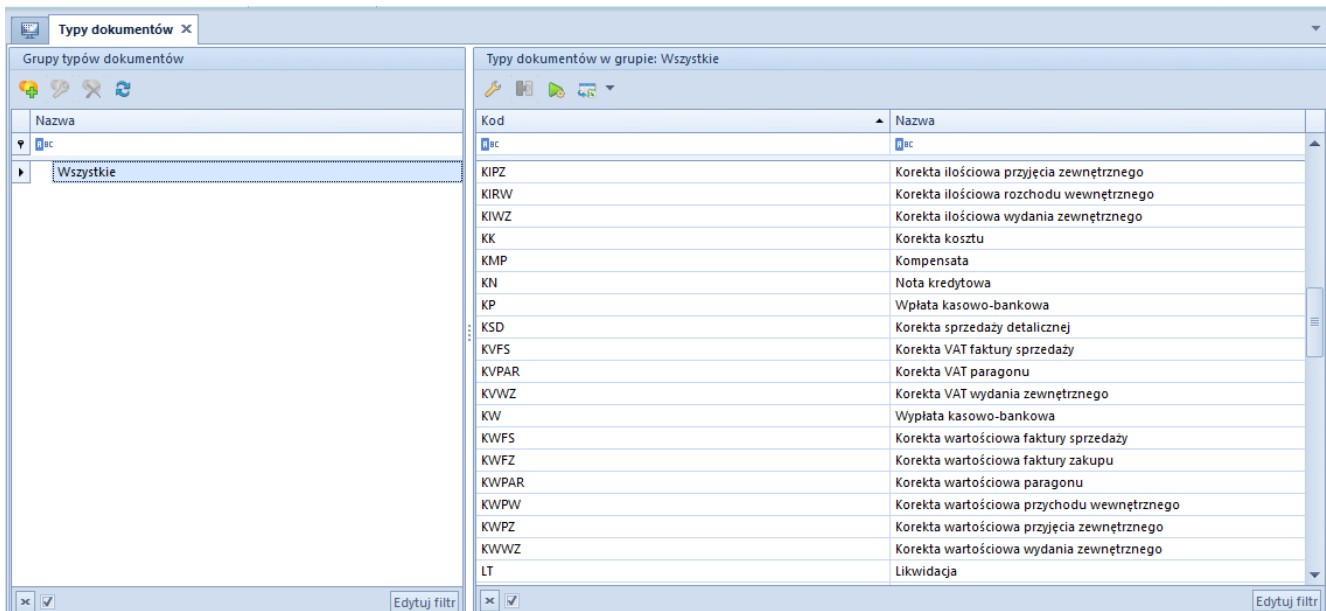 Typy dokumentów
Grupy typów dokumentów
Nazwa
ABC
Wszystkie
Edytuj filtr
Typy dokumentów w grupie: Wszystkie
Kod Nazwa
ABC ABC
KIPZ Korekta ilościowa przyjęcia zewnętrznego
KIRW Korekta ilościowa rozchodu wewnętrznego
KIWZ Korekta ilościowa wydania zewnętrznego
KK Korekta kosztu
KMP Kompensata
KN Nota kredytowa
KP Wpłata kasowo-bankowa
KSD Korekta sprzedaży detalicznej
KVFS Korekta VAT faktury sprzedaży
KVPAR Korekta VAT paragonu
KVWZ Korekta VAT wydania zewnętrznego
KW Wypłata kasowo-bankowa
KWFS Korekta wartościowa faktury sprzedaży
KWFZ Korekta wartościowa faktury zakupu
KWPAR Korekta wartościowa paragonu
KWPW Korekta wartościowa przychodu wewnętrznego
KWPZ Korekta wartościowa przyjęcia zewnętrznego
KWWZ Korekta wartościowa wydania zewnętrznego
LT Likwidacja
Edytuj filtr